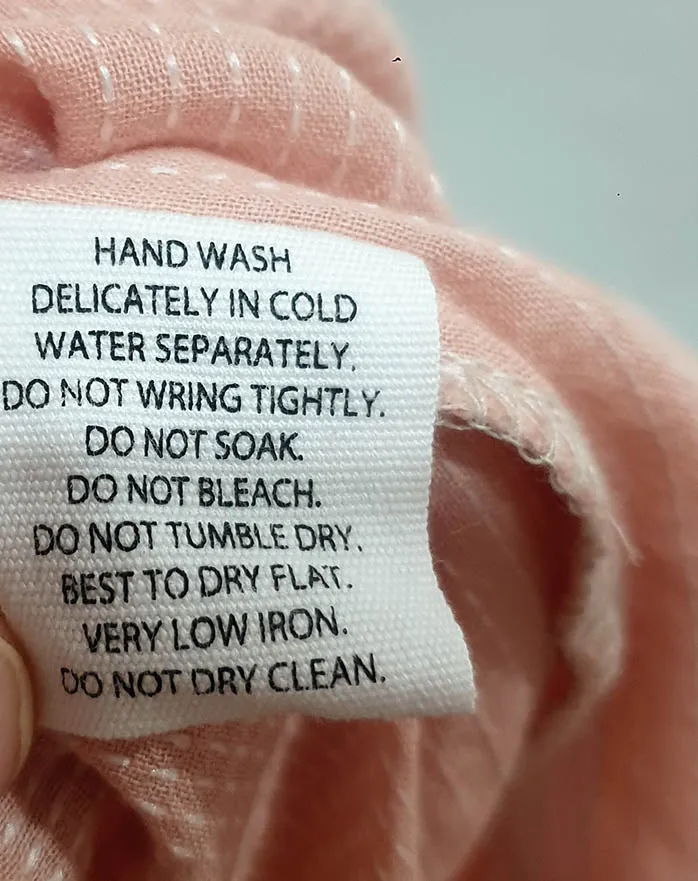 HAND WASH
DELICATELY IN COLD
WATER SEPARATELY.
DO NOT WRING TIGHTLY.
DO NOT SOAK.
DO NOT BLEACH.
DO NOT TUMBLE DRY.
BEST TO DRY FLAT.
VERY LOW IRON.
DO NOT DRY CLEAN.